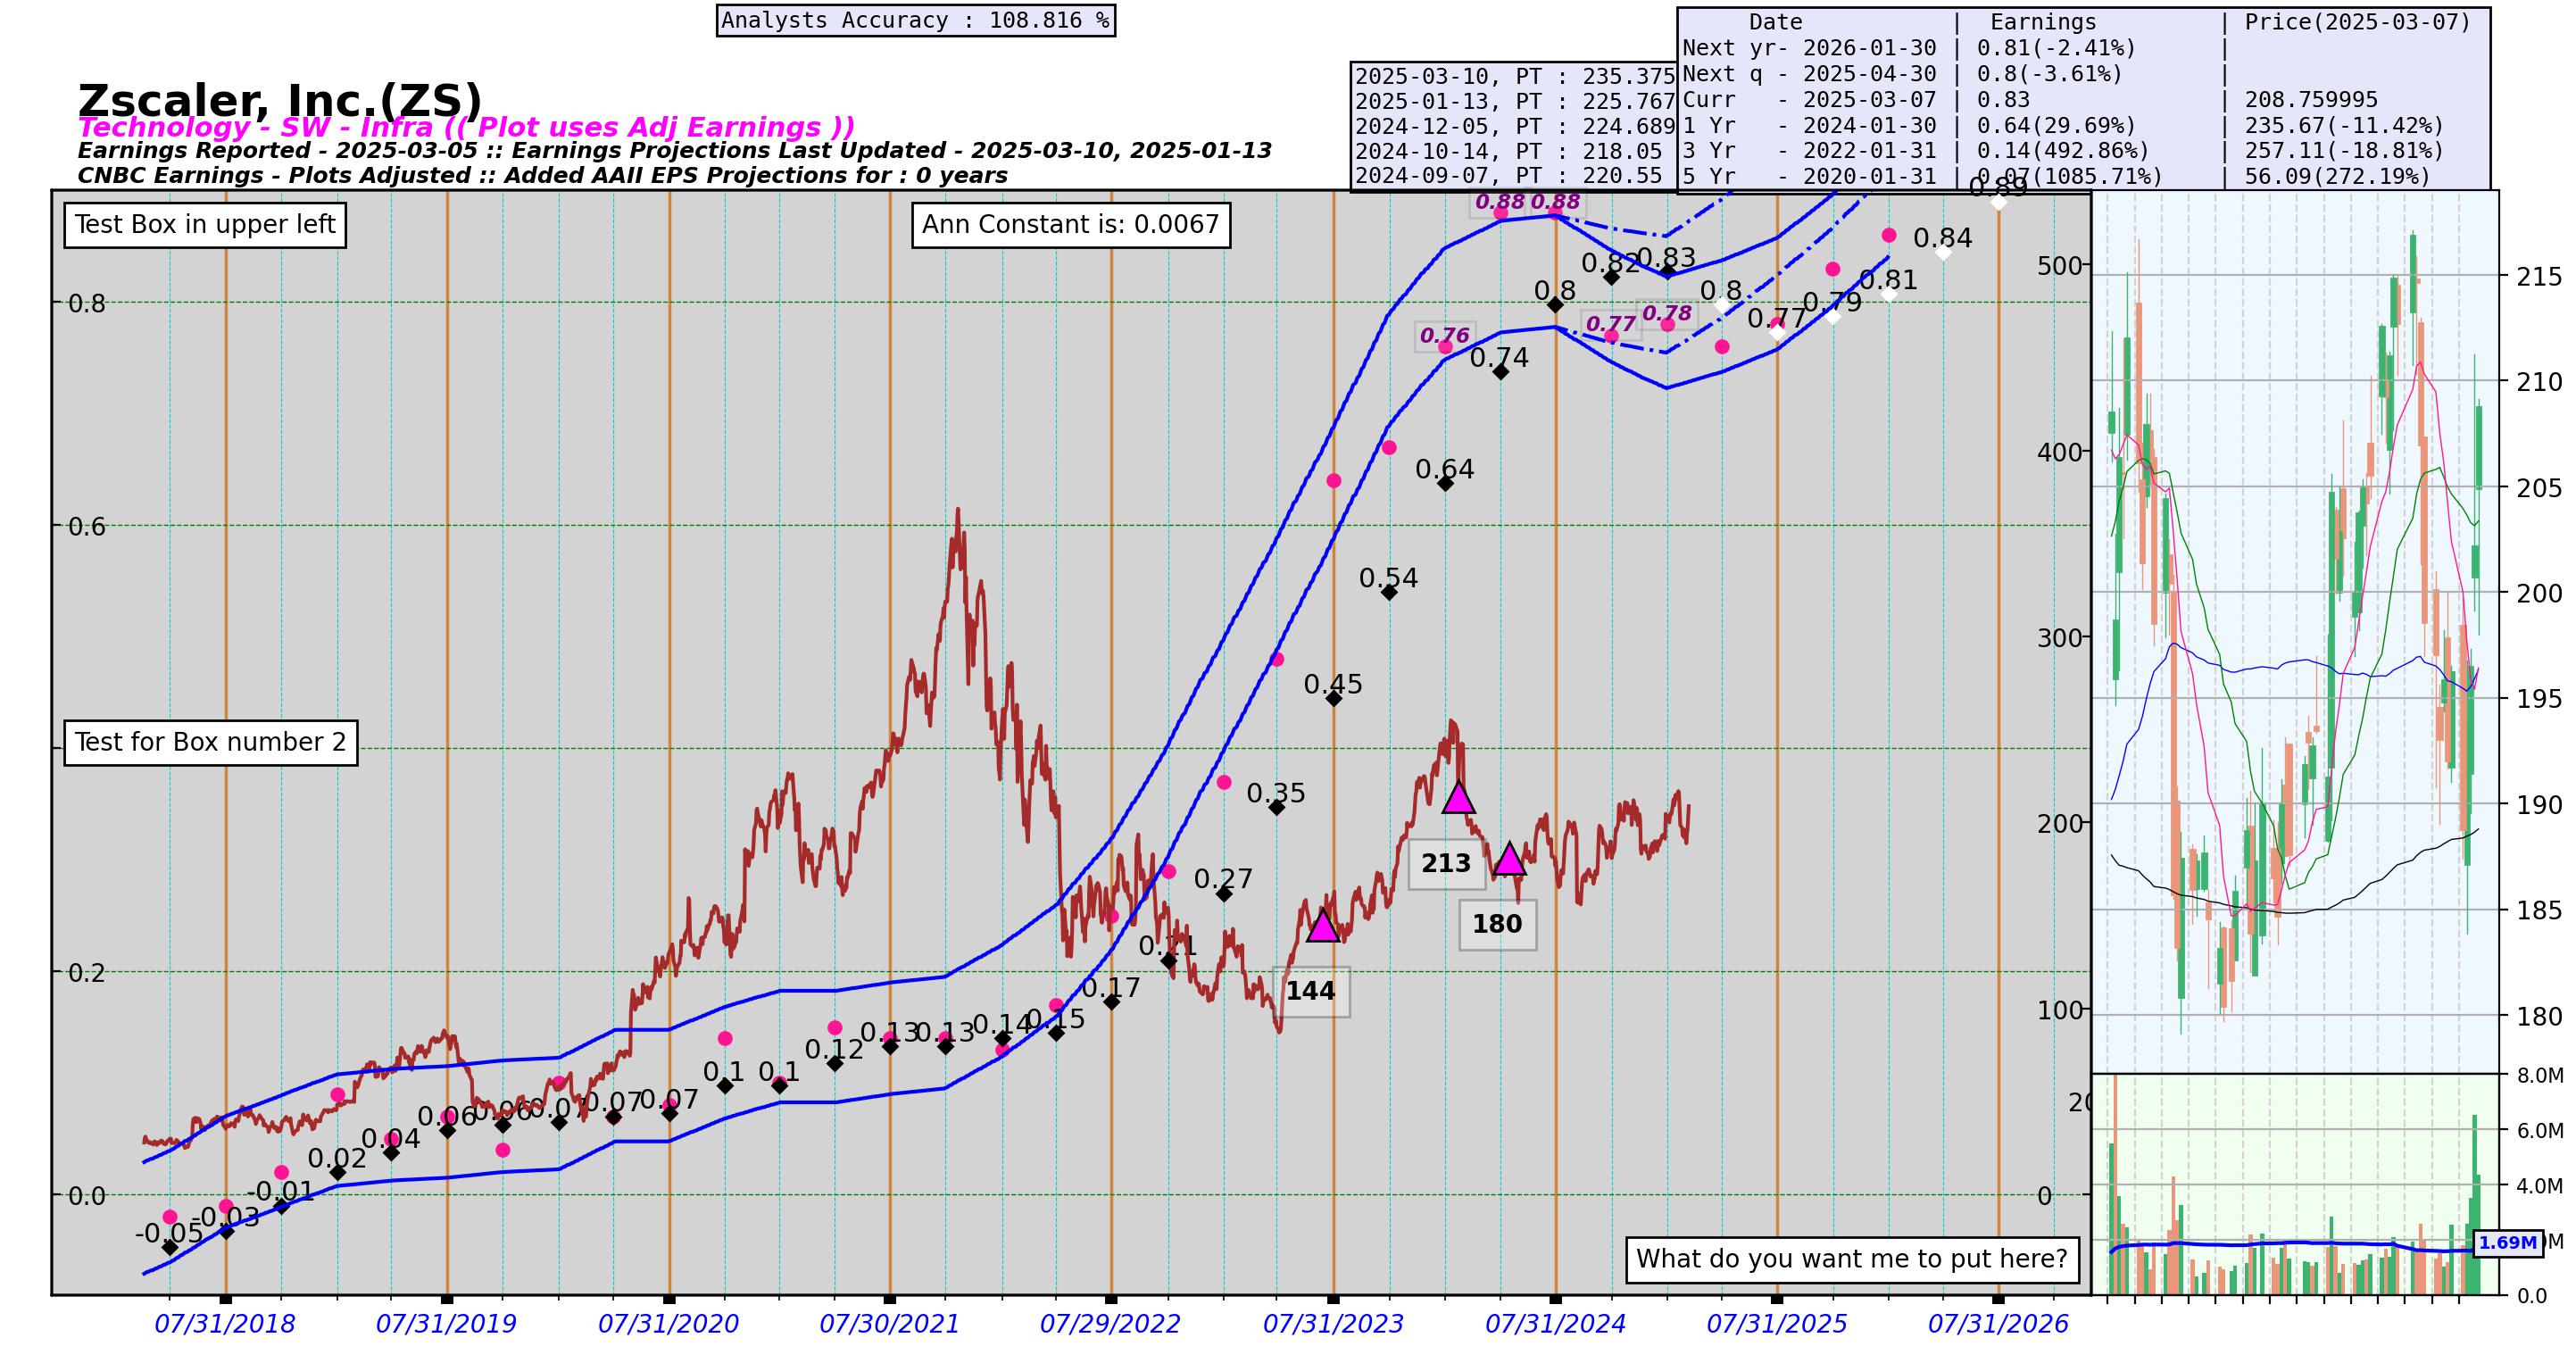 Analysts Accuracy : 108.816 %
Date | Earnings | Price(2025-03-07)
Next yr- 2026-01-30 | 0.81(-2.41%) |
Next q - 2025-04-30 | 0.8(-3.61%) |
Curr - 2025-03-07 | 0.83 | 208.759995
1 Yr - 2024-01-30 | 0.64(29.69%) | 235.67(-11.42%)
3 Yr - 2022-01-31 | 0.14(492.86%) | 257.11(-18.81%)
5 Yr - 2020-01-31 | 0.07(1085.71%) | 56.09(272.19%)
2025-03-10, PT : 235.375
2025-01-13, PT : 225.767
2024-12-05, PT : 224.689
2024-10-14, PT : 218.05
2024-09-07, PT : 220.55
Zscaler, Inc.(ZS)
Technology - SW - Infra (( Plot uses Adj Earnings ))
Earnings Reported - 2025-03-05 :: Earnings Projections Last Updated - 2025-03-10, 2025-01-13
CNBC Earnings - Plots Adjusted :: Added AAII EPS Projections for : 0 years
Test Box in upper left
Ann Constant is: 0.0067
Test for Box number 2
What do you want me to put here?
0.8
0.6
0.2
0.0
-0.05
-0.03
-0.01
0.02
0.04
0.06
0.06
0.07
0.07
0.07
0.1
0.1
0.12
0.13
0.13
0.14
0.15
0.17
0.21
0.27
0.35
0.45
0.54
0.64
0.74
0.8
0.82
0.83
0.8
0.77
0.79
0.81
0.84
0.89
0.76
0.88
0.88
0.77
0.78
144
213
180
500
400
300
200
100
0
20
215
210
205
200
195
190
185
180
8.0M
6.0M
4.0M
0.0
1.69M
07/31/2018
07/31/2019
07/31/2020
07/30/2021
07/29/2022
07/31/2023
07/31/2024
07/31/2025
07/31/2026